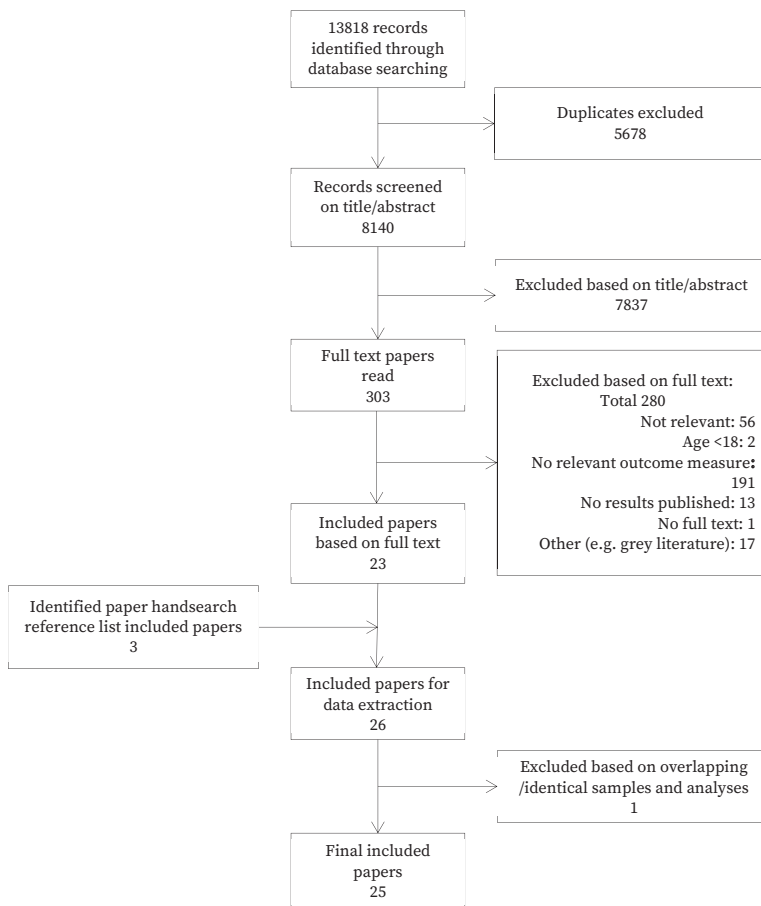 13818 records
identified through
database searching
Duplicates excluded
5678
Records screened
on title/abstract
8140
Excluded based on title/abstract
7837
Full text papers
read
303
Excluded based on full text:
Total 280
Not relevant: 56
Age <18: 2
No relevant outcome measure:
191
No results published: 13
No full text: 1
Other (e.g. grey literature): 17
Included papers
based on full text
23
Identified paper handsearch
reference list included papers
3
Included papers for
data extraction
26
Excluded based on overlapping
/identical samples and analyses
1
Final included
papers
25